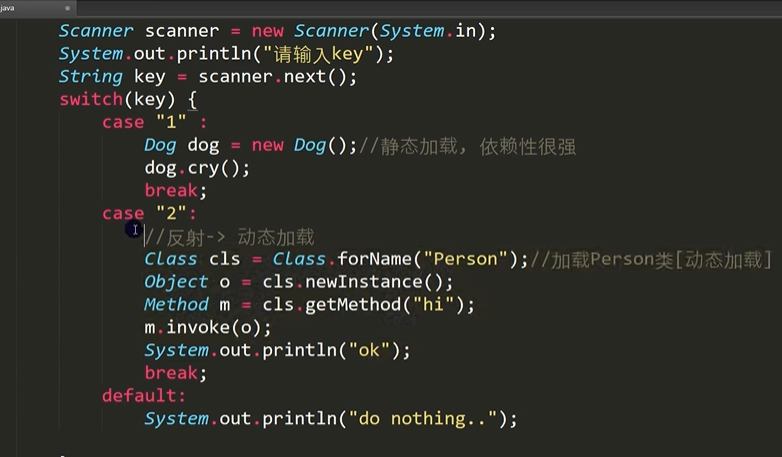 java
Scanner scanner = new Scanner(System.in);
System.out.println("请输入key");
String key = scanner.next();
switch(key) {
case "1" :
Dog dog = new Dog();//静态加载, 依赖性很强
dog.cry();
break;
case "2":
//反射-> 动态加载
Class cls = Class.forName("Person");//加载Person类[动态加载]
Object o = cls.newInstance();
Method m = cls.getMethod("hi");
m.invoke(o);
System.out.println("ok");
break;
default:
System.out.println("do nothing..");